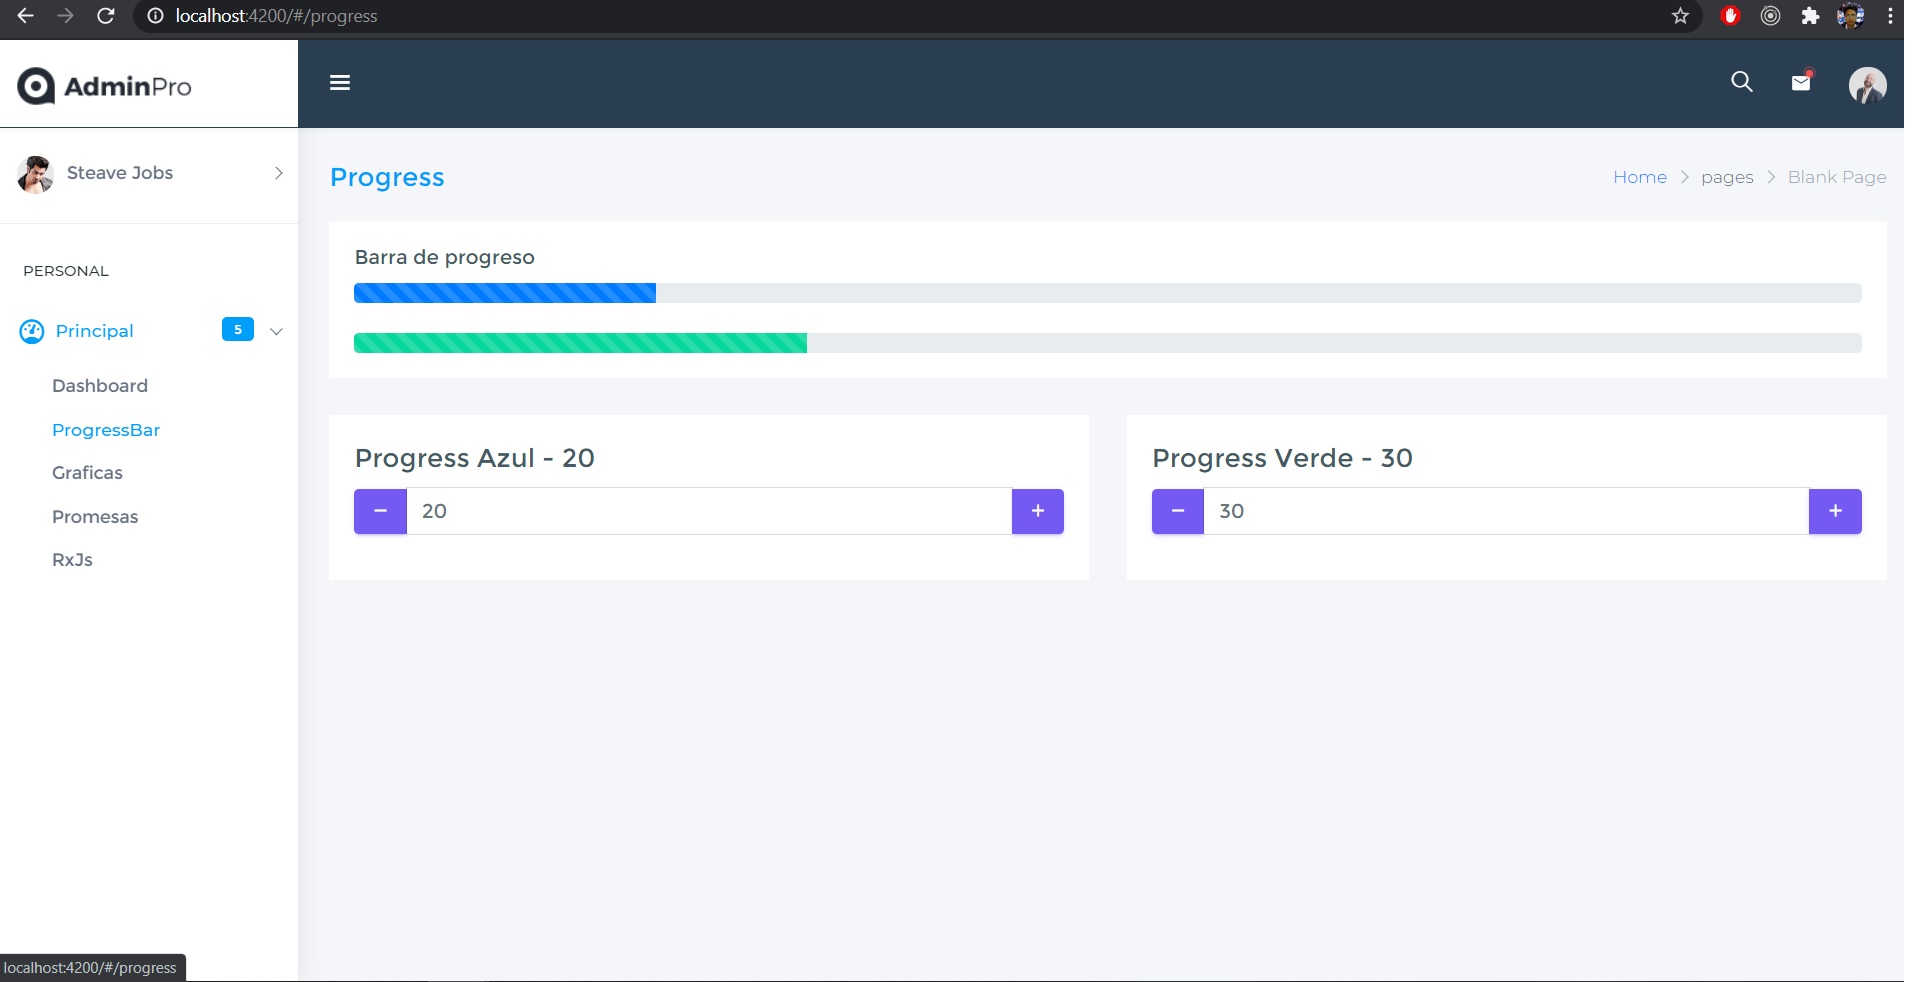 localhost:4200/#/progress
AdminPro
Steave Jobs
Progress
Home > pages > Blank Page
PERSONAL
Principal 5
Dashboard
ProgressBar
Graficas
Promesas
RxJs
Barra de progreso
Progress Azul - 20
− 20 +
Progress Verde - 30
− 30 +
localhost:4200/#/progress